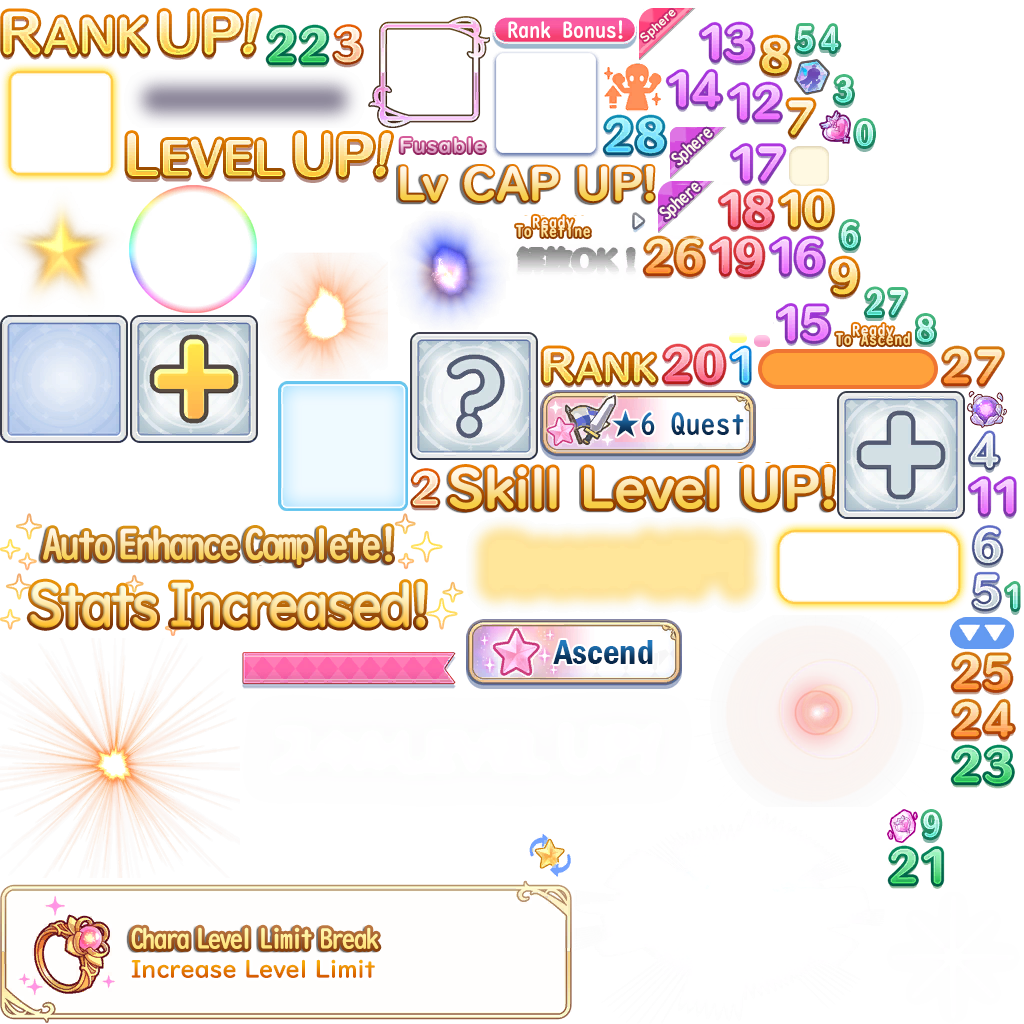 RANK UP!
223
Rank Bonus!
Sphere
13
8
54
14
12
7
3
0
28
LEVEL UP!
Fusable
Sphere
17
Lv CAP UP!
Sphere
18
10
Ready
To Refine
OK!
26
19
16
6
9
27
15
Ready
To Ascend
8
RANK
20
1
27
?
★6 Quest
4
2
Skill Level UP!
11
Auto Enhance Complete!
6
5
1
Stats Increased!
Ascend
25
24
23
9
21
Chara Level Limit Break
Increase Level Limit